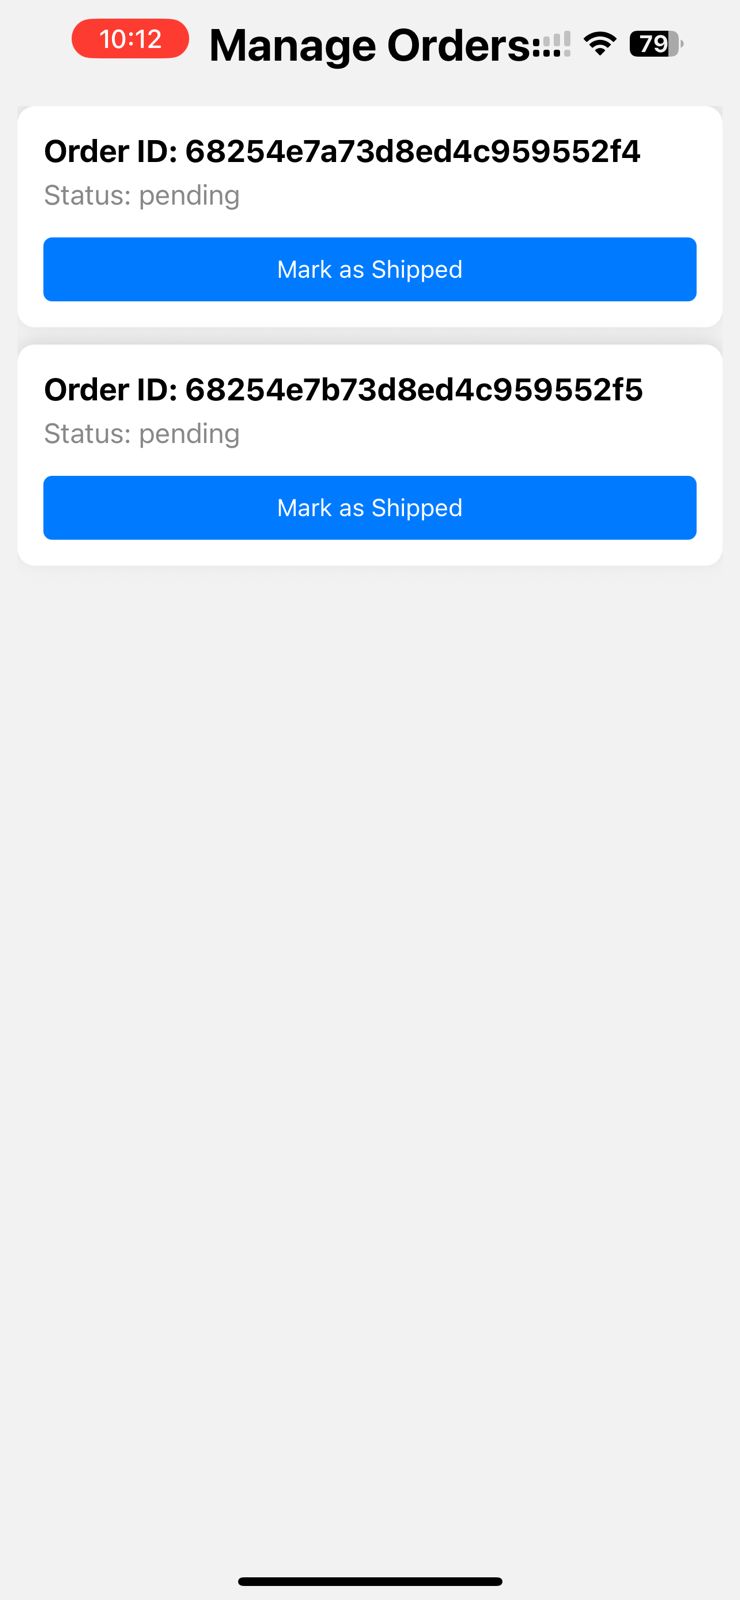 10:12 Manage Orders 79
Order ID: 68254e7a73d8ed4c959552f4
Status: pending
Mark as Shipped
Order ID: 68254e7b73d8ed4c959552f5
Status: pending
Mark as Shipped